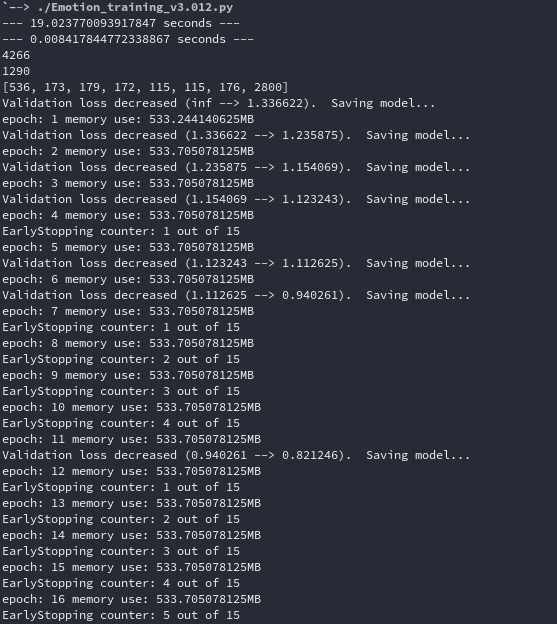 `--> ./Emotion_training_v3.012.py
--- 19.023770093917847 seconds ---
--- 0.008417844772338867 seconds ---
4266
1290
[536, 173, 179, 172, 115, 115, 176, 2800]
Validation loss decreased (inf --> 1.336622).  Saving model...
epoch: 1 memory use: 533.244140625MB
Validation loss decreased (1.336622 --> 1.235875).  Saving model...
epoch: 2 memory use: 533.705078125MB
Validation loss decreased (1.235875 --> 1.154069).  Saving model...
epoch: 3 memory use: 533.705078125MB
Validation loss decreased (1.154069 --> 1.123243).  Saving model...
epoch: 4 memory use: 533.705078125MB
EarlyStopping counter: 1 out of 15
epoch: 5 memory use: 533.705078125MB
Validation loss decreased (1.123243 --> 1.112625).  Saving model...
epoch: 6 memory use: 533.705078125MB
Validation loss decreased (1.112625 --> 0.940261).  Saving model...
epoch: 7 memory use: 533.705078125MB
EarlyStopping counter: 1 out of 15
epoch: 8 memory use: 533.705078125MB
EarlyStopping counter: 2 out of 15
epoch: 9 memory use: 533.705078125MB
EarlyStopping counter: 3 out of 15
epoch: 10 memory use: 533.705078125MB
EarlyStopping counter: 4 out of 15
epoch: 11 memory use: 533.705078125MB
Validation loss decreased (0.940261 --> 0.821246).  Saving model...
epoch: 12 memory use: 533.705078125MB
EarlyStopping counter: 1 out of 15
epoch: 13 memory use: 533.705078125MB
EarlyStopping counter: 2 out of 15
epoch: 14 memory use: 533.705078125MB
EarlyStopping counter: 3 out of 15
epoch: 15 memory use: 533.705078125MB
EarlyStopping counter: 4 out of 15
epoch: 16 memory use: 533.705078125MB
EarlyStopping counter: 5 out of 15